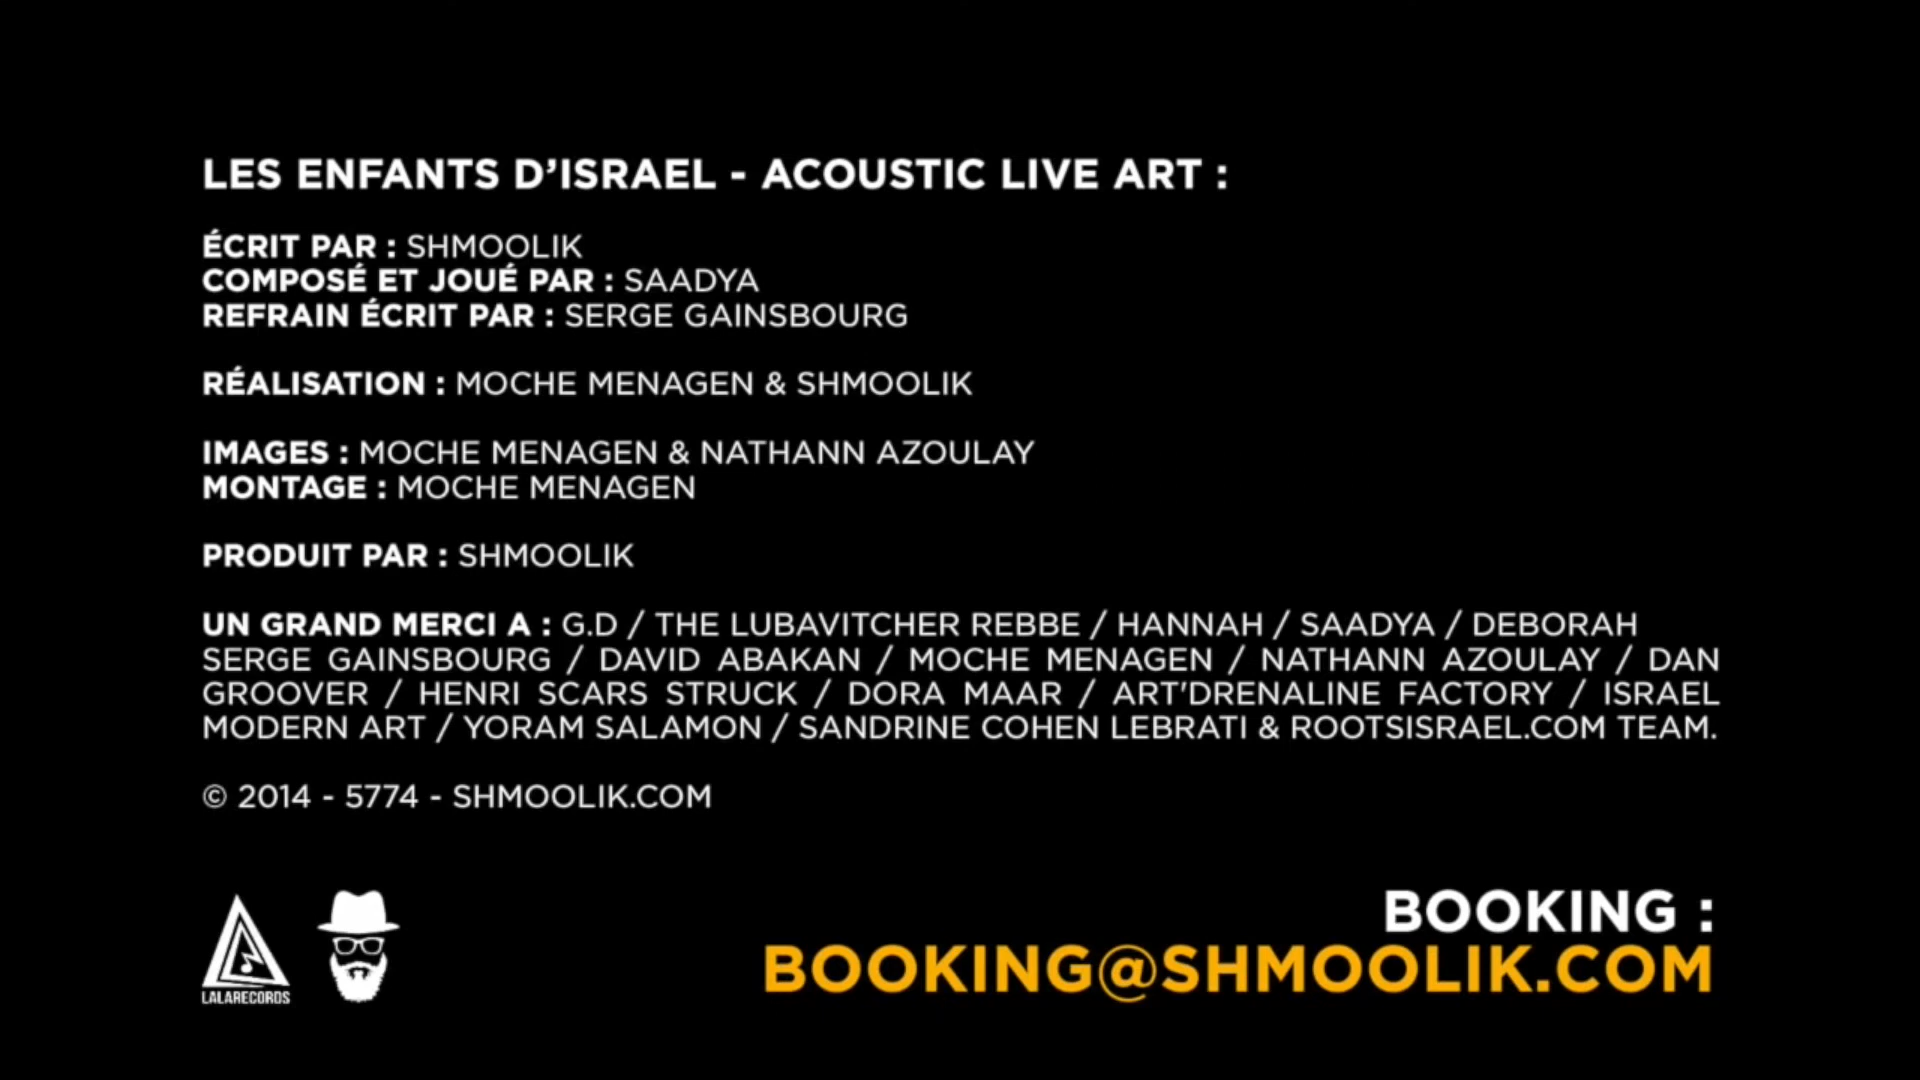 LES ENFANTS D’ISRAEL - ACOUSTIC LIVE ART :
ÉCRIT PAR : SHMOOLIK
COMPOSÉ ET JOUÉ PAR : SAADYA
REFRAIN ÉCRIT PAR : SERGE GAINSBOURG
RÉALISATION : MOCHE MENAGEN & SHMOOLIK
IMAGES : MOCHE MENAGEN & NATHANN AZOULAY
MONTAGE : MOCHE MENAGEN
PRODUIT PAR : SHMOOLIK
UN GRAND MERCI A : G.D / THE LUBAVITCHER REBBE / HANNAH / SAADYA / DEBORAH
SERGE GAINSBOURG / DAVID ABAKAN / MOCHE MENAGEN / NATHANN AZOULAY / DAN
GROOVER / HENRI SCARS STRUCK / DORA MAAR / ART'DRENALINE FACTORY / ISRAEL
MODERN ART / YORAM SALAMON / SANDRINE COHEN LEBRATI & ROOTSISRAEL.COM TEAM.
© 2014 - 5774 - SHMOOLIK.COM
LALARECORDS
BOOKING :
BOOKING@SHMOOLIK.COM